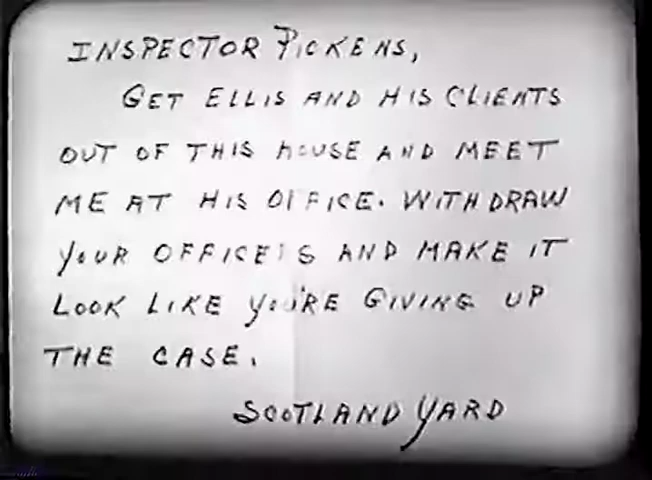 INSPECTOR PICKENS,
GET ELLIS AND HIS CLIENTS
OUT OF THIS HOUSE AND MEET
ME AT HIS OFFICE. WITHDRAW
YOUR OFFICERS AND MAKE IT
LOOK LIKE YOU'RE GIVING UP
THE CASE.
SCOTLAND YARD